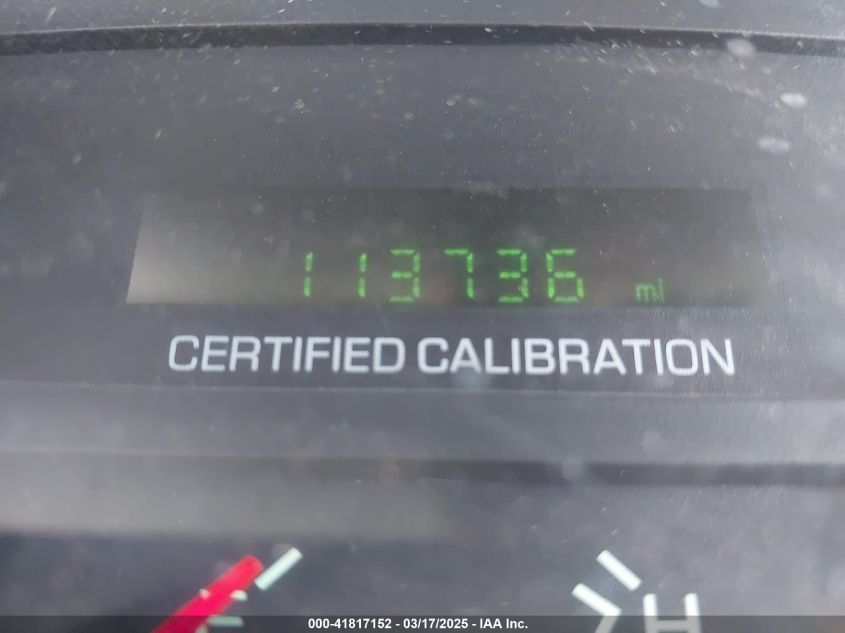 113736 mi
CERTIFIED CALIBRATION
H
000-41817152 - 03/17/2025 - IAA Inc.